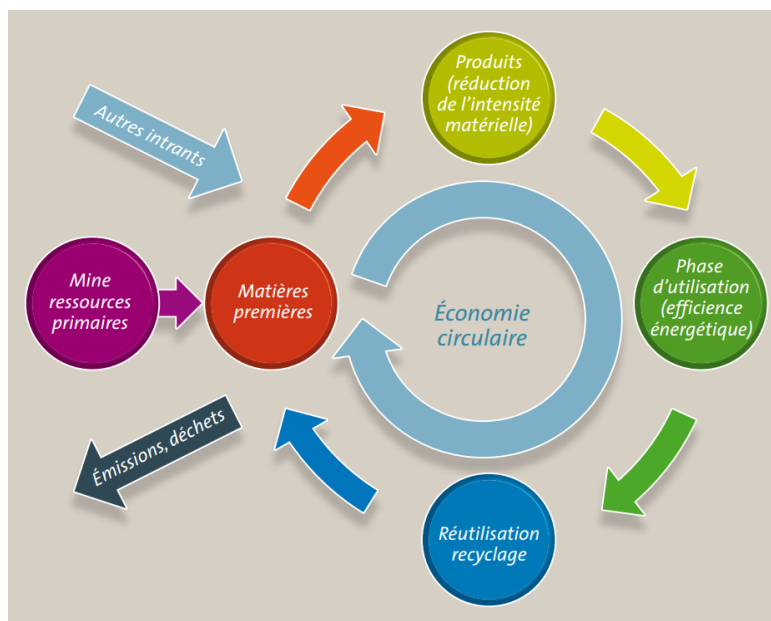 Produits
(réduction
de l'intensité
matérielle)
Autres intrants
Mine
ressources
primaires
Matières
premières
Économie
circulaire
Phase
d'utilisation
(efficience
énergétique)
Émissions, déchets
Réutilisation
recyclage